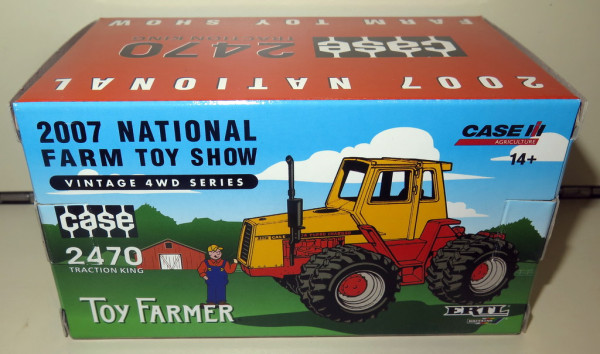 FARM TOY SHOW
TRACTION KING
2470
case
2007 NATIONAL
2007 NATIONAL
FARM TOY SHOW
VINTAGE 4WD SERIES
CASE IH
AGRICULTURE
14+
case
2470
TRACTION KING
TOY FARMER
ERTL